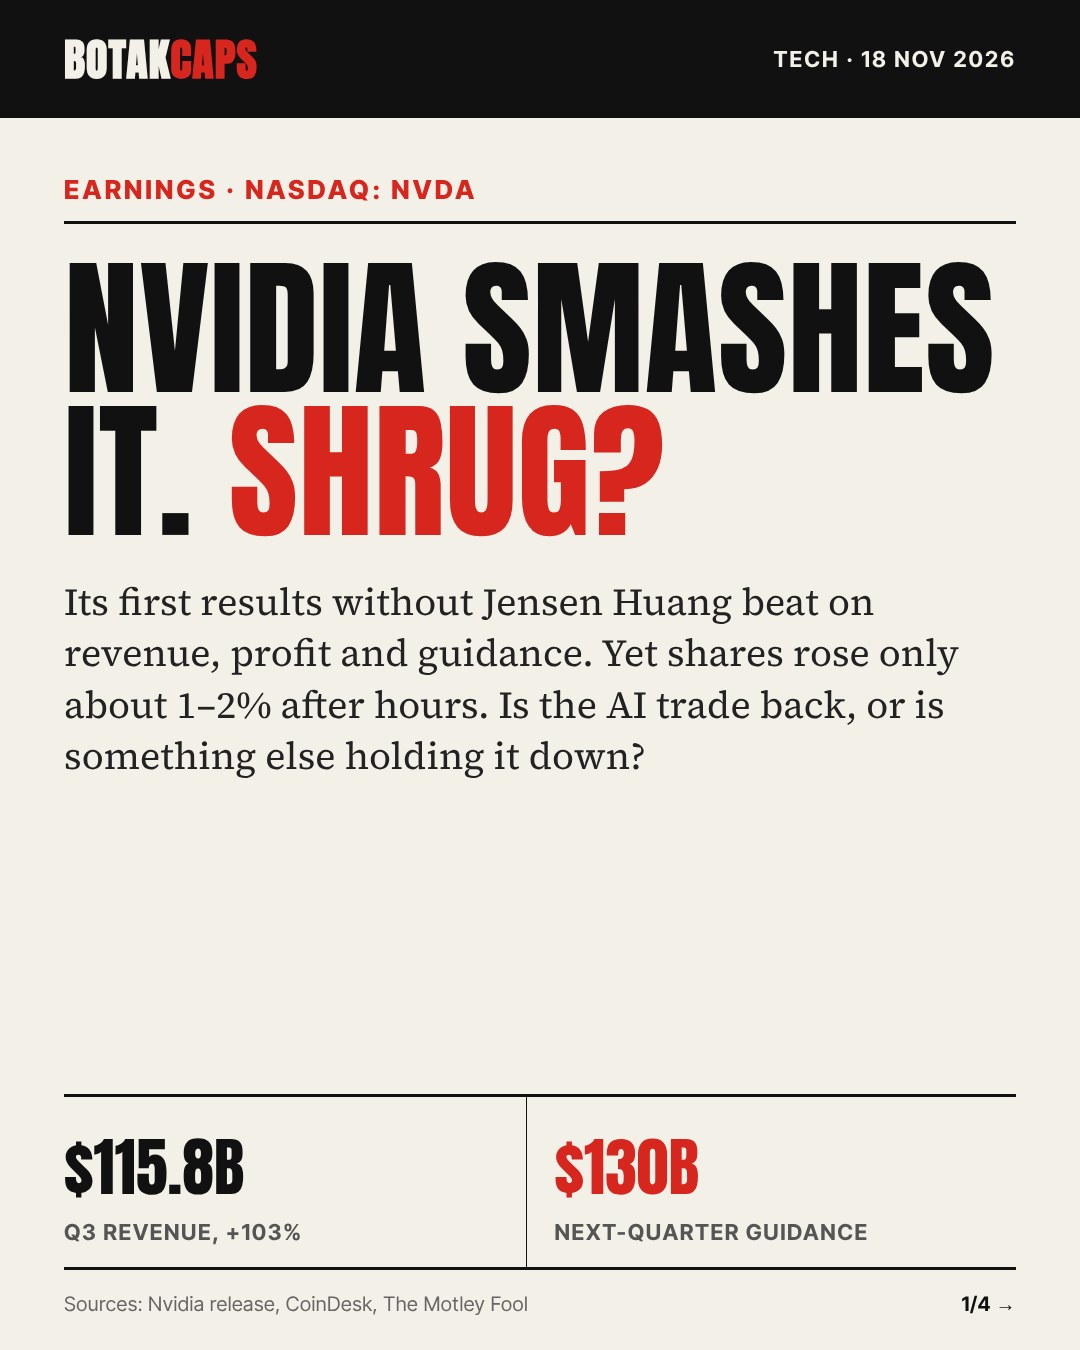 BOTAKCAPS
TECH · 18 NOV 2026
EARNINGS · NASDAQ: NVDA
NVIDIA SMASHES
IT. SHRUG?
Its first results without Jensen Huang beat on
revenue, profit and guidance. Yet shares rose only
about 1–2% after hours. Is the AI trade back, or is
something else holding it down?
$115.8B
Q3 REVENUE, +103%
$130B
NEXT-QUARTER GUIDANCE
Sources: Nvidia release, CoinDesk, The Motley Fool
1/4 →